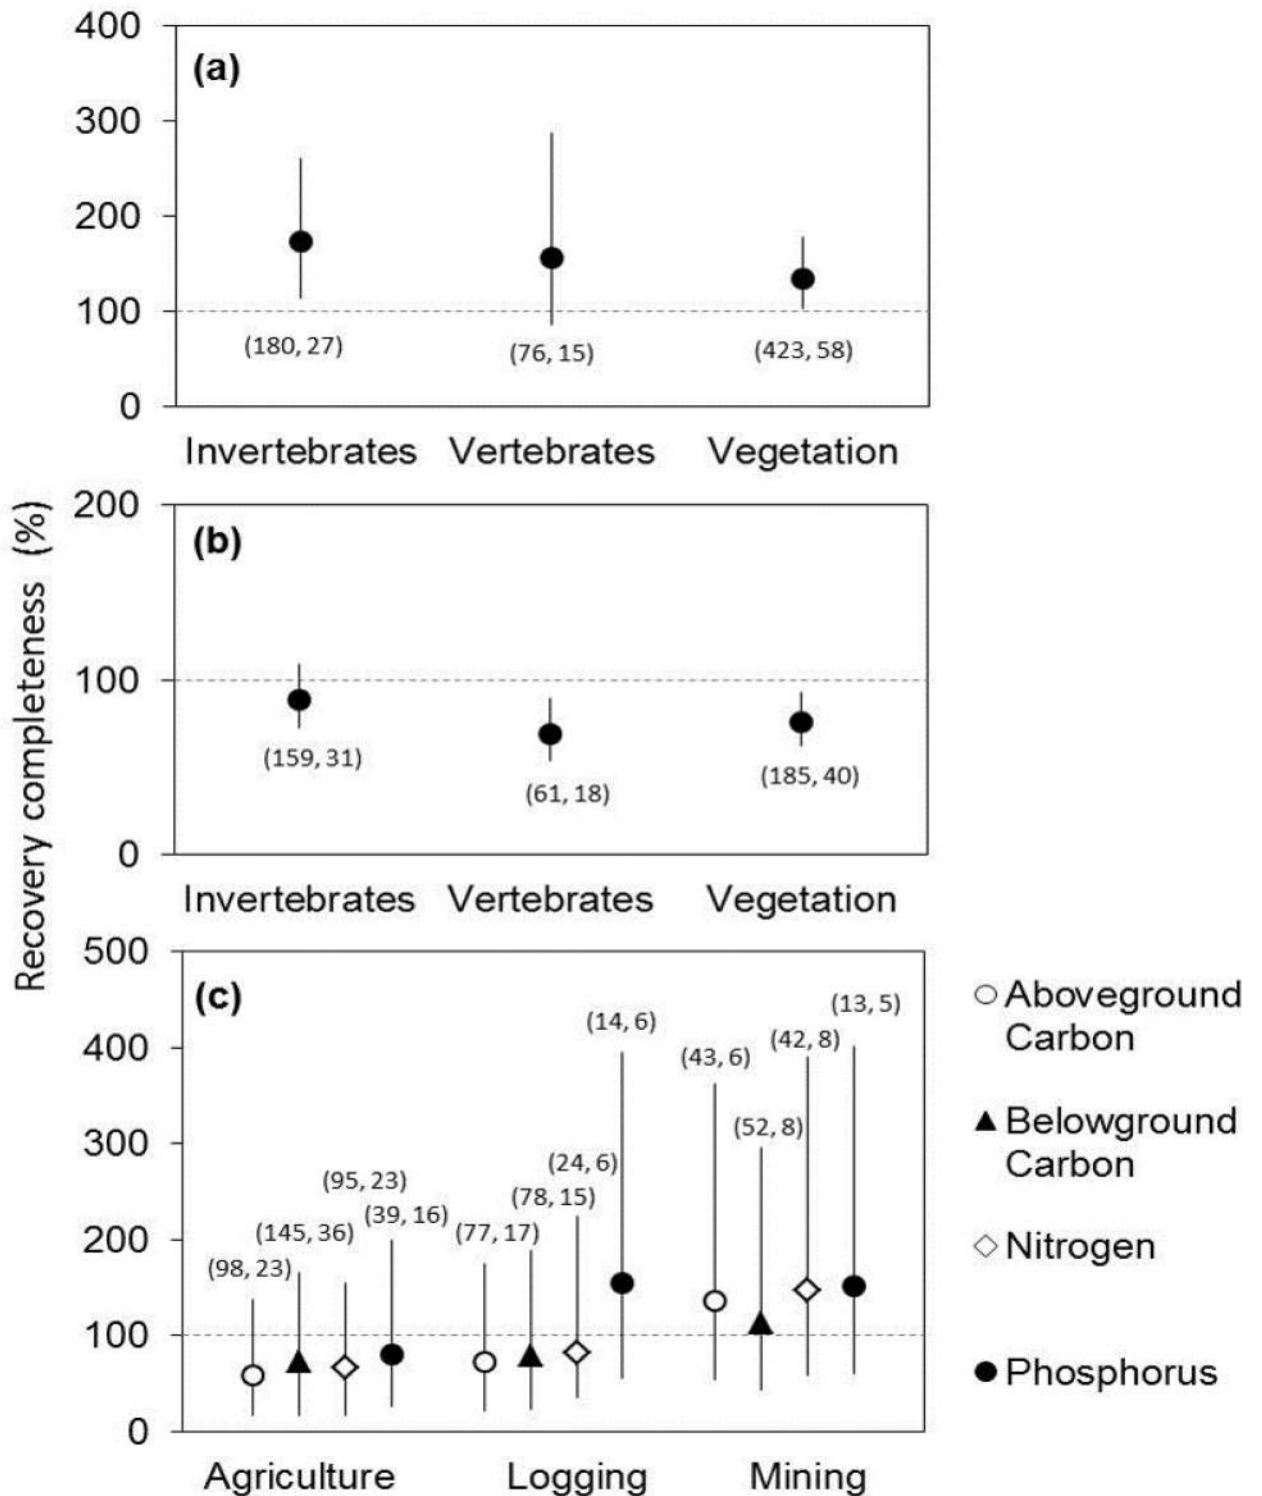 400
(a)
300
200
100
(180, 27)
(76, 15)
(423, 58)
0
Invertebrates Vertebrates Vegetation
Recovery completeness (%)
200
(b)
100
(159, 31)
(61, 18)
(185, 40)
0
Invertebrates Vertebrates Vegetation
500
(c)
400
300
200
100
0
(98, 23)
(145, 36)
(95, 23)
(39, 16)
(77, 17)
(78, 15)
(24, 6)
(14, 6)
(43, 6)
(52, 8)
(42, 8)
(13, 5)
Agriculture Logging Mining
Aboveground
Carbon
Belowground
Carbon
Nitrogen
Phosphorus